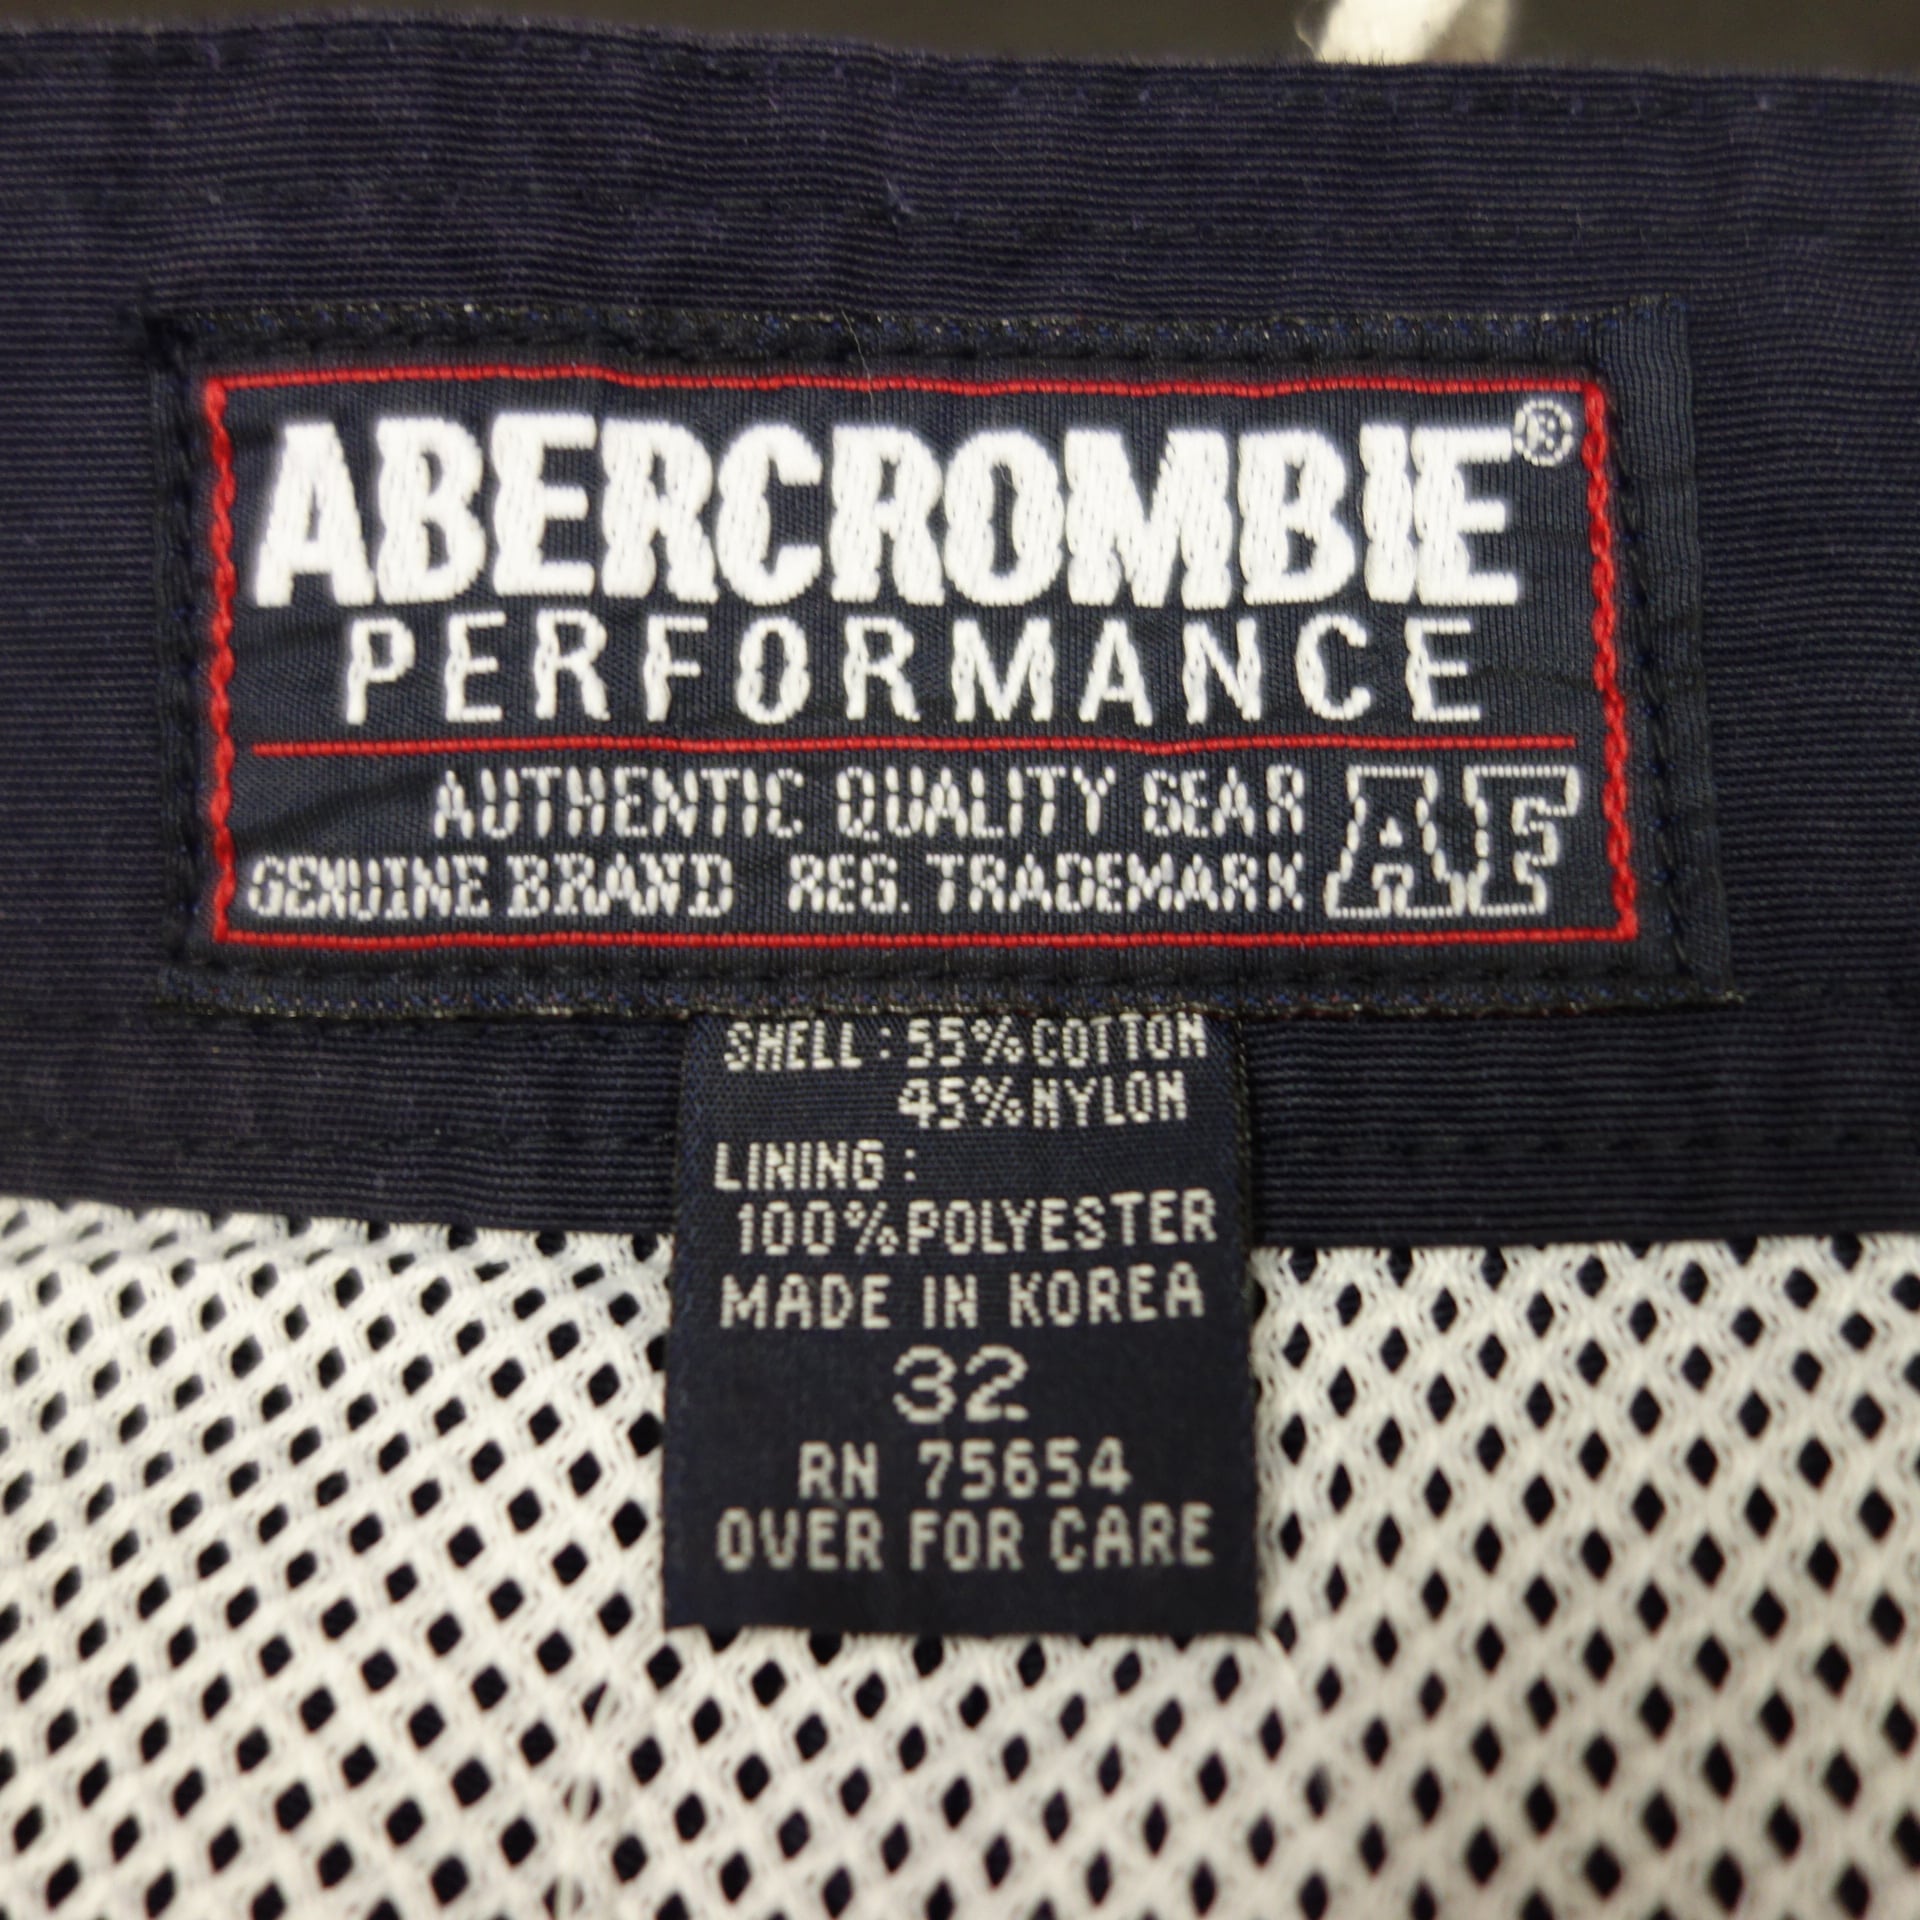 ABERCROMBIE®
PERFORMANCE
AUTHENTIC QUALITY GEAR
GENUINE BRAND REG. TRADEMARK AF
SHELL : 55% COTTON
45% NYLON
LINING :
100% POLYESTER
MADE IN KOREA
32
RN 75654
OVER FOR CARE